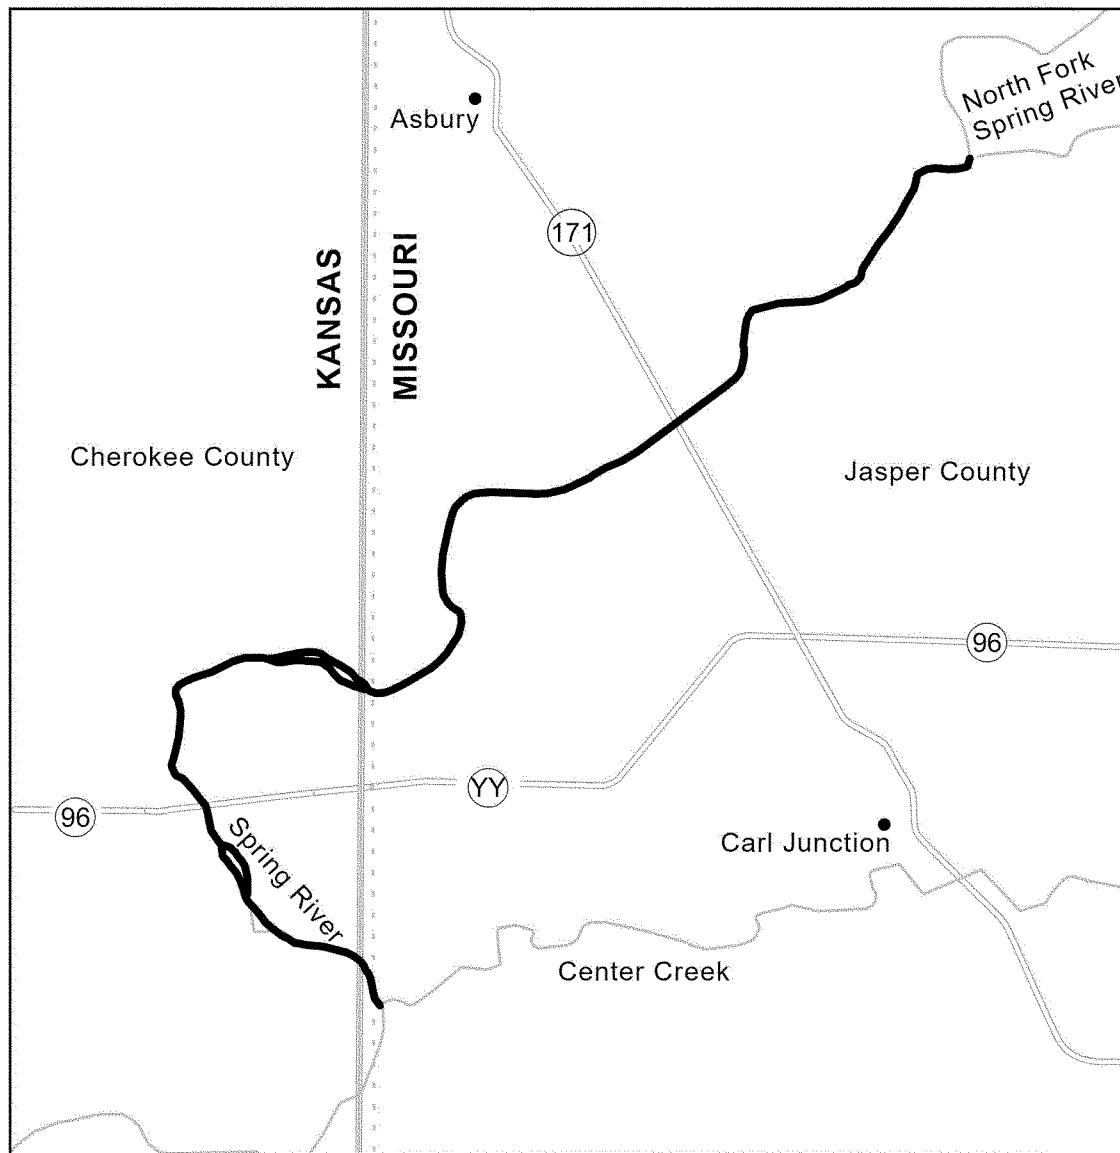 North Fork
Spring River
Asbury
171
KANSAS
MISSOURI
Cherokee County
Jasper County
96
YY
96
Spring River
Carl Junction
Center Creek